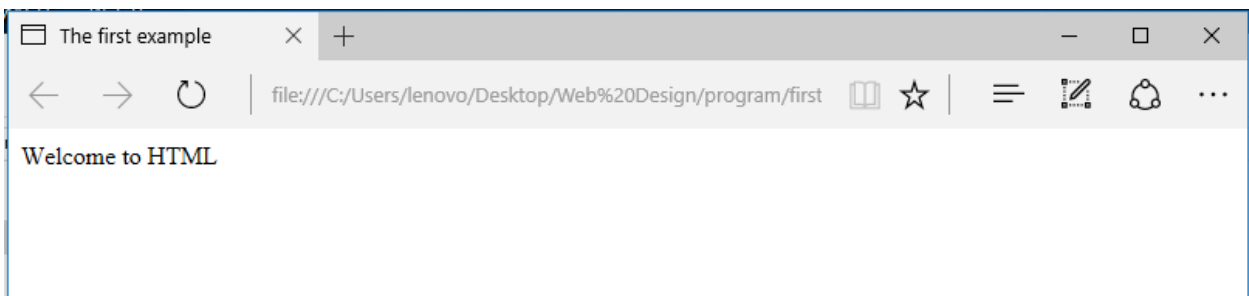 The first example
file:///C:/Users/lenovo/Desktop/Web%20Design/program/first
Welcome to HTML